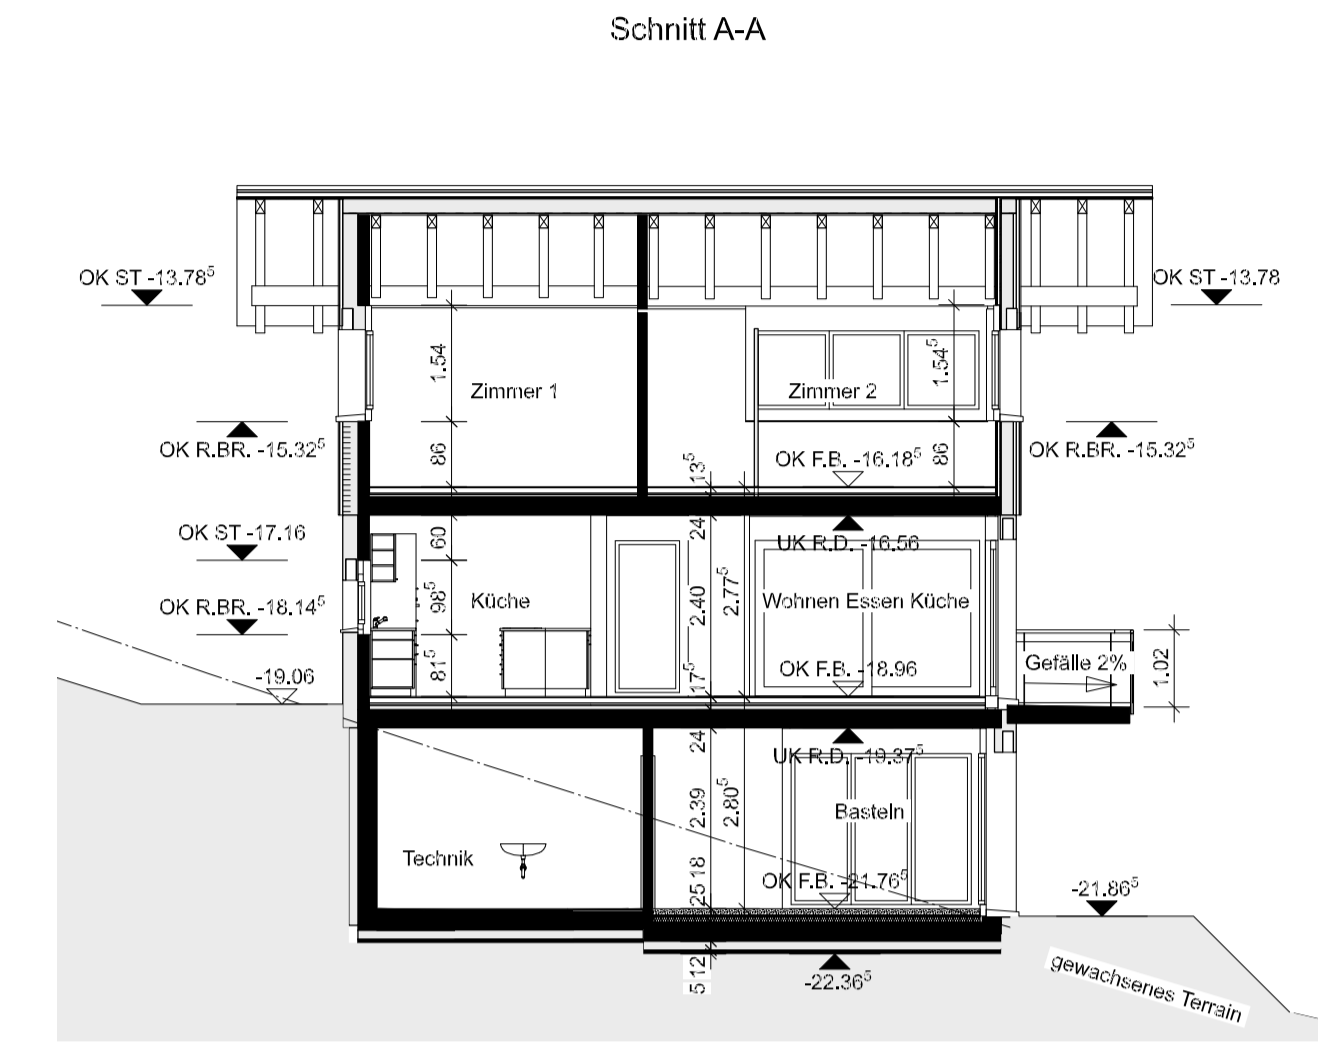 Schnitt A-A
OK ST -13.78⁵
OK ST -13.78
1.54
1.54⁵
Zimmer 1
Zimmer 2
OK R.BR. -15.32⁵
OK R.BR. -15.32⁵
86
13⁵
OK F.B. -16.18⁵
86
OK ST -17.16
60
24
UK R.D. -16.56
OK R.BR. -18.14⁵
98⁵
Küche
2.40
2.77⁵
Wohnen Essen Küche
-19.06
81⁵
17⁵
OK F.B. -18.96
Gefälle 2%
1.02
24
UK R.D. -19.37⁵
2.39
2.80⁵
Basteln
Technik
25 18
OK F.B. -21.76⁵
-21.86⁵
5 12
-22.36⁵
gewachsenes Terrain